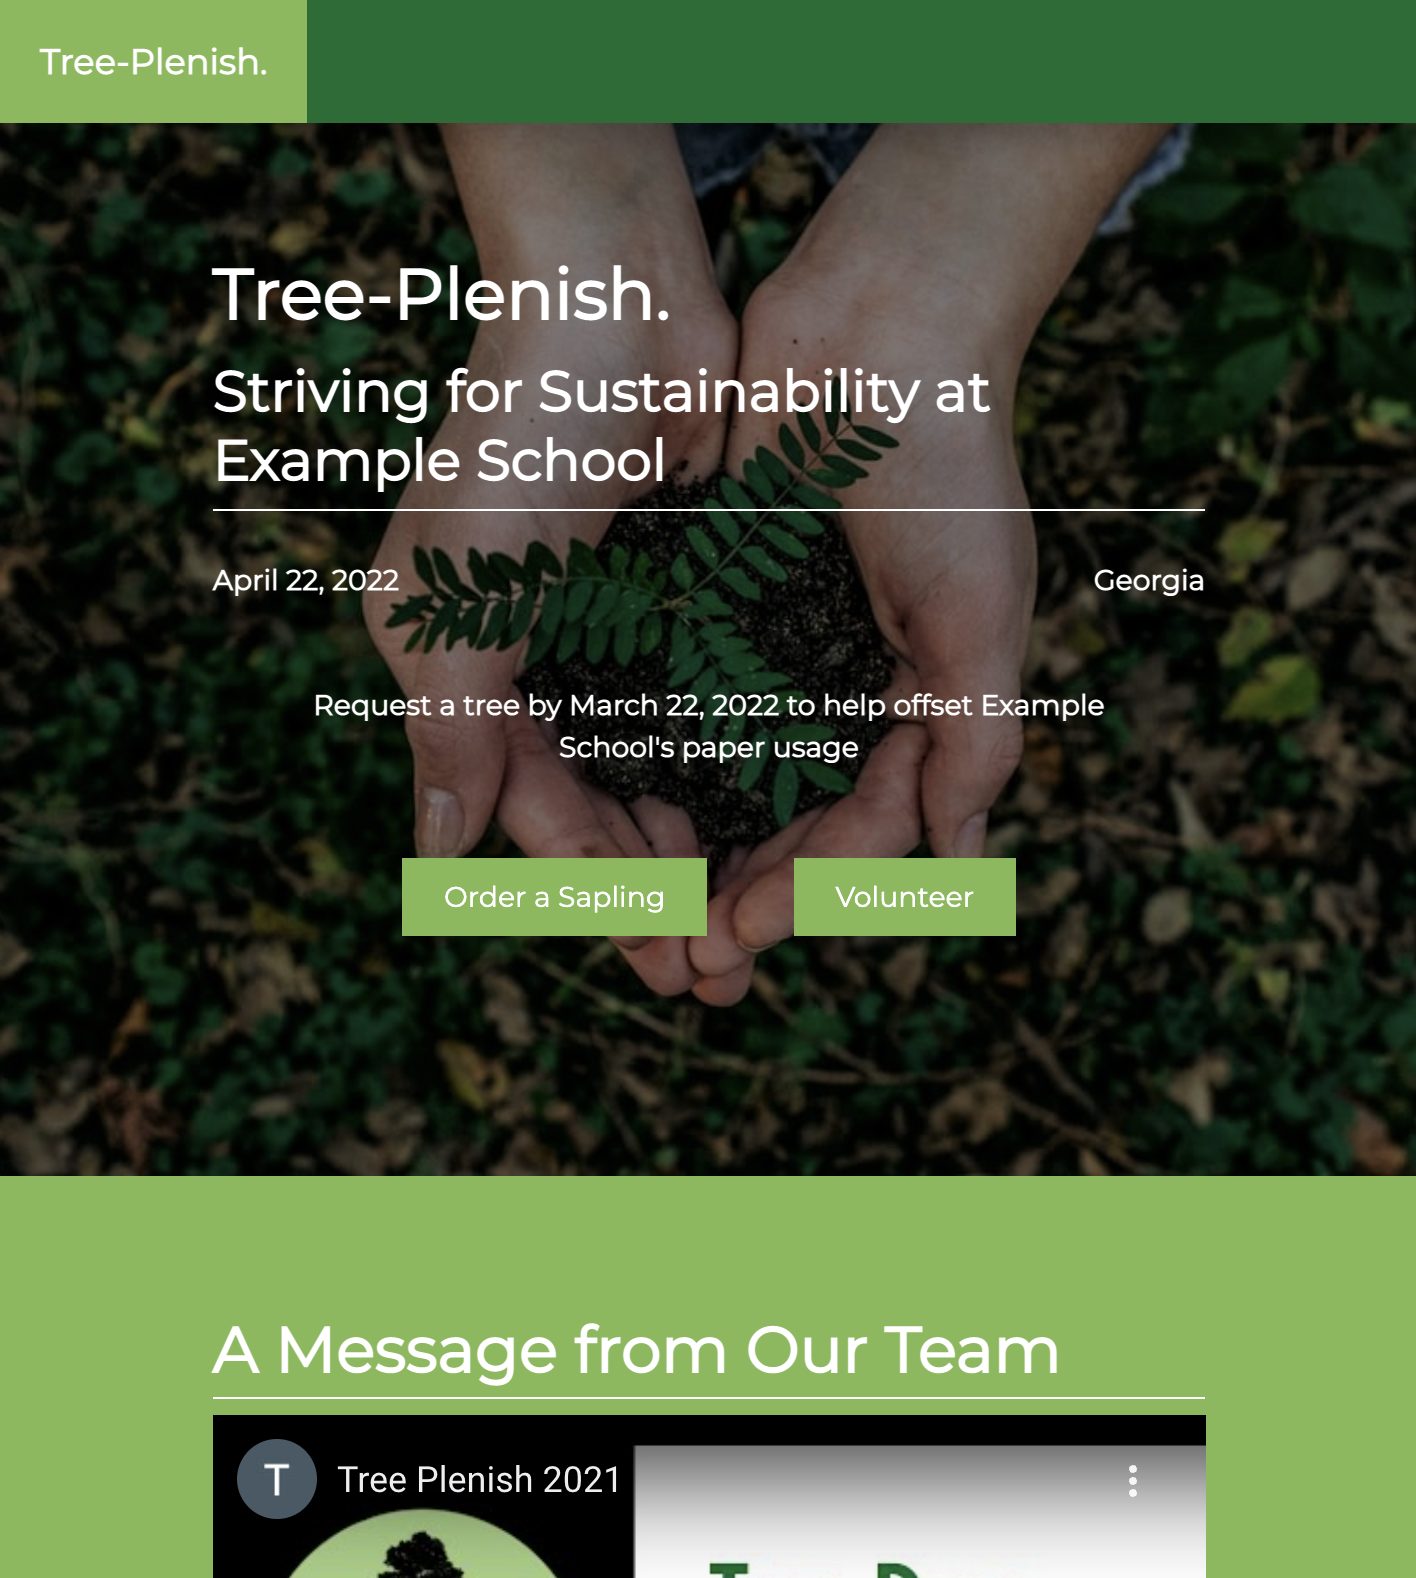 Tree-Plenish.
Tree-Plenish.
Striving for Sustainability at
Example School
April 22, 2022
Georgia
Request a tree by March 22, 2022 to help offset Example
School's paper usage
Order a Sapling
Volunteer
A Message from Our Team
T
Tree Plenish 2021